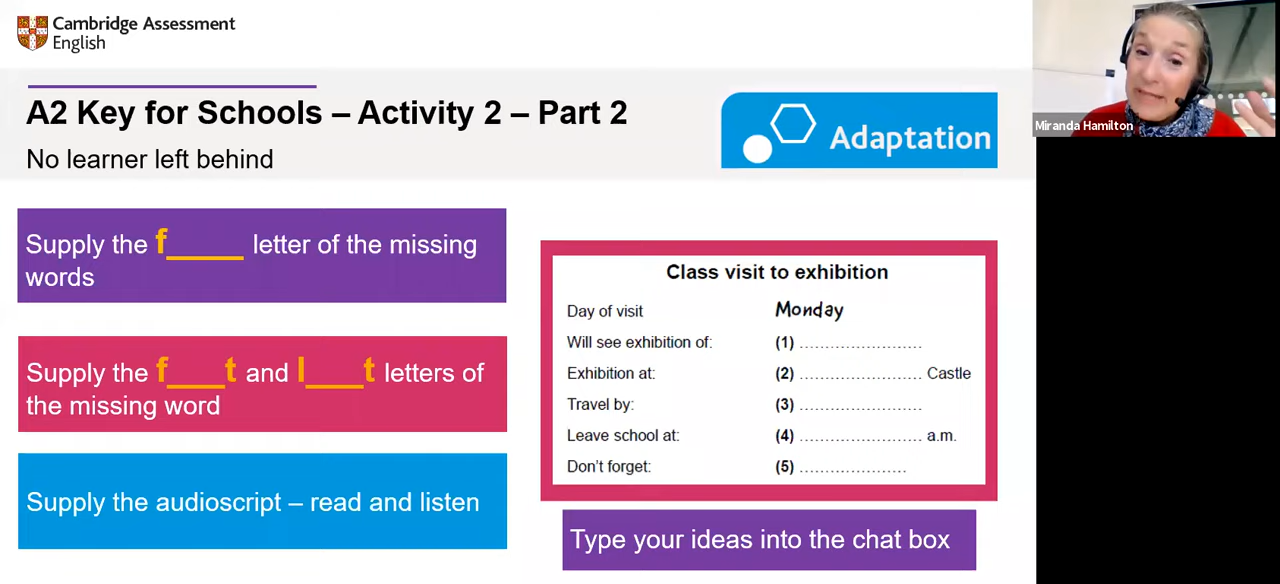 Cambridge Assessment
English
A2 Key for Schools – Activity 2 – Part 2
No learner left behind
Adaptation
Miranda Hamilton
Supply the f_____ letter of the missing
words
Supply the f____t and l____t letters of
the missing word
Supply the audioscript – read and listen
Class visit to exhibition
Day of visit Monday
Will see exhibition of: (1) ........................
Exhibition at: (2) ........................ Castle
Travel by: (3) ........................
Leave school at: (4) ........................ a.m.
Don't forget: (5) .....................
Type your ideas into the chat box